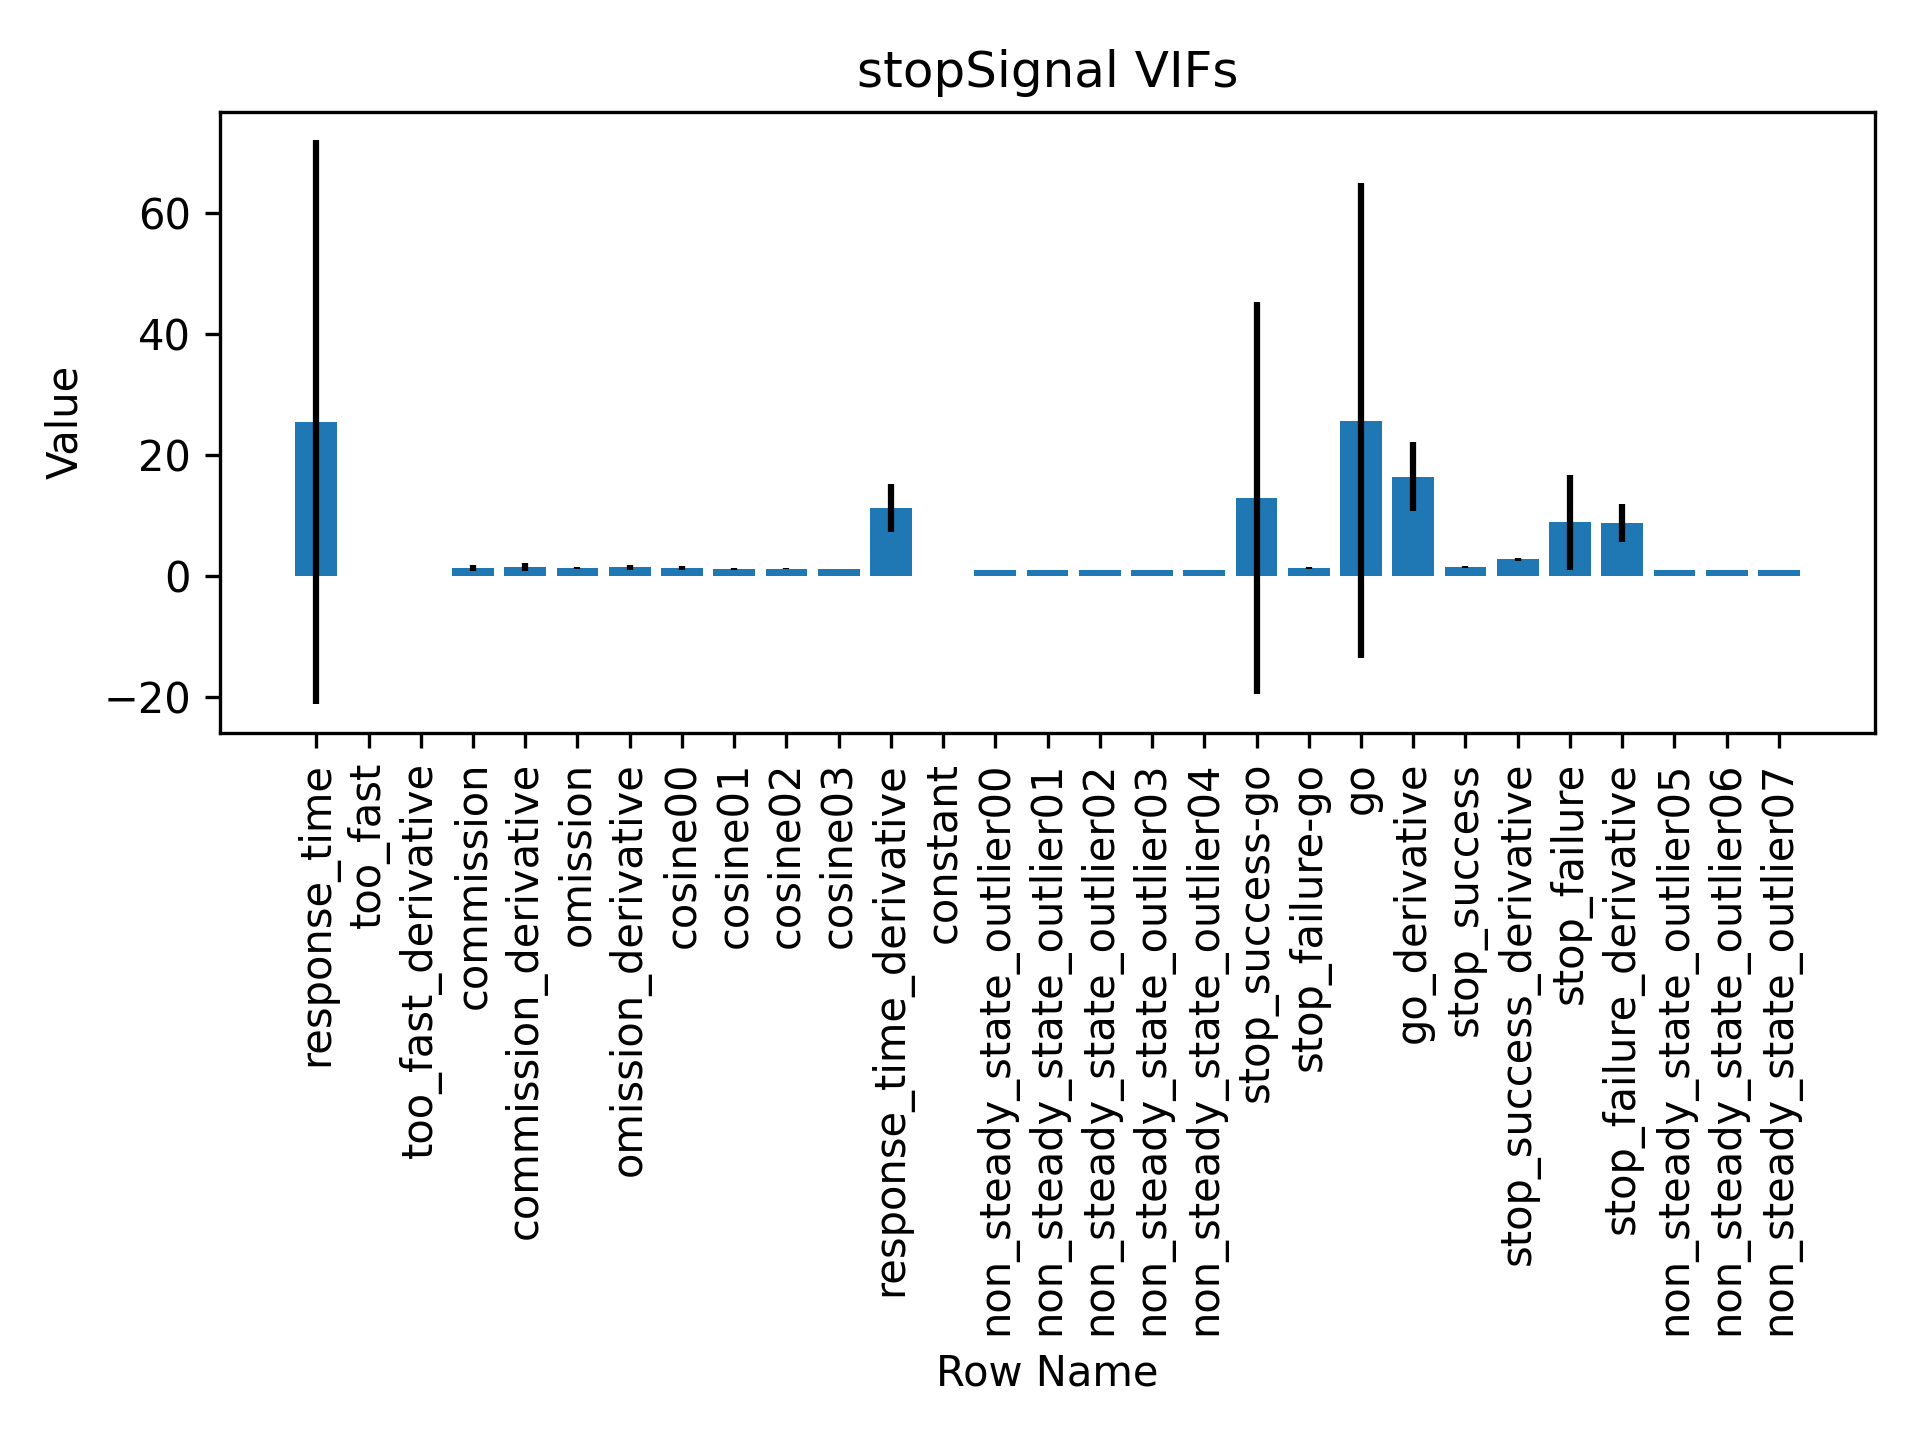 stopSignal VIFs
Value
60
40
20
0
−20
response_time
too_fast
too_fast_derivative
commission
commission_derivative
omission
omission_derivative
cosine00
cosine01
cosine02
cosine03
response_time_derivative
constant
non_steady_state_outlier00
non_steady_state_outlier01
non_steady_state_outlier02
non_steady_state_outlier03
non_steady_state_outlier04
stop_success-go
stop_failure-go
go
go_derivative
stop_success
stop_success_derivative
stop_failure
stop_failure_derivative
non_steady_state_outlier05
non_steady_state_outlier06
non_steady_state_outlier07
Row Name